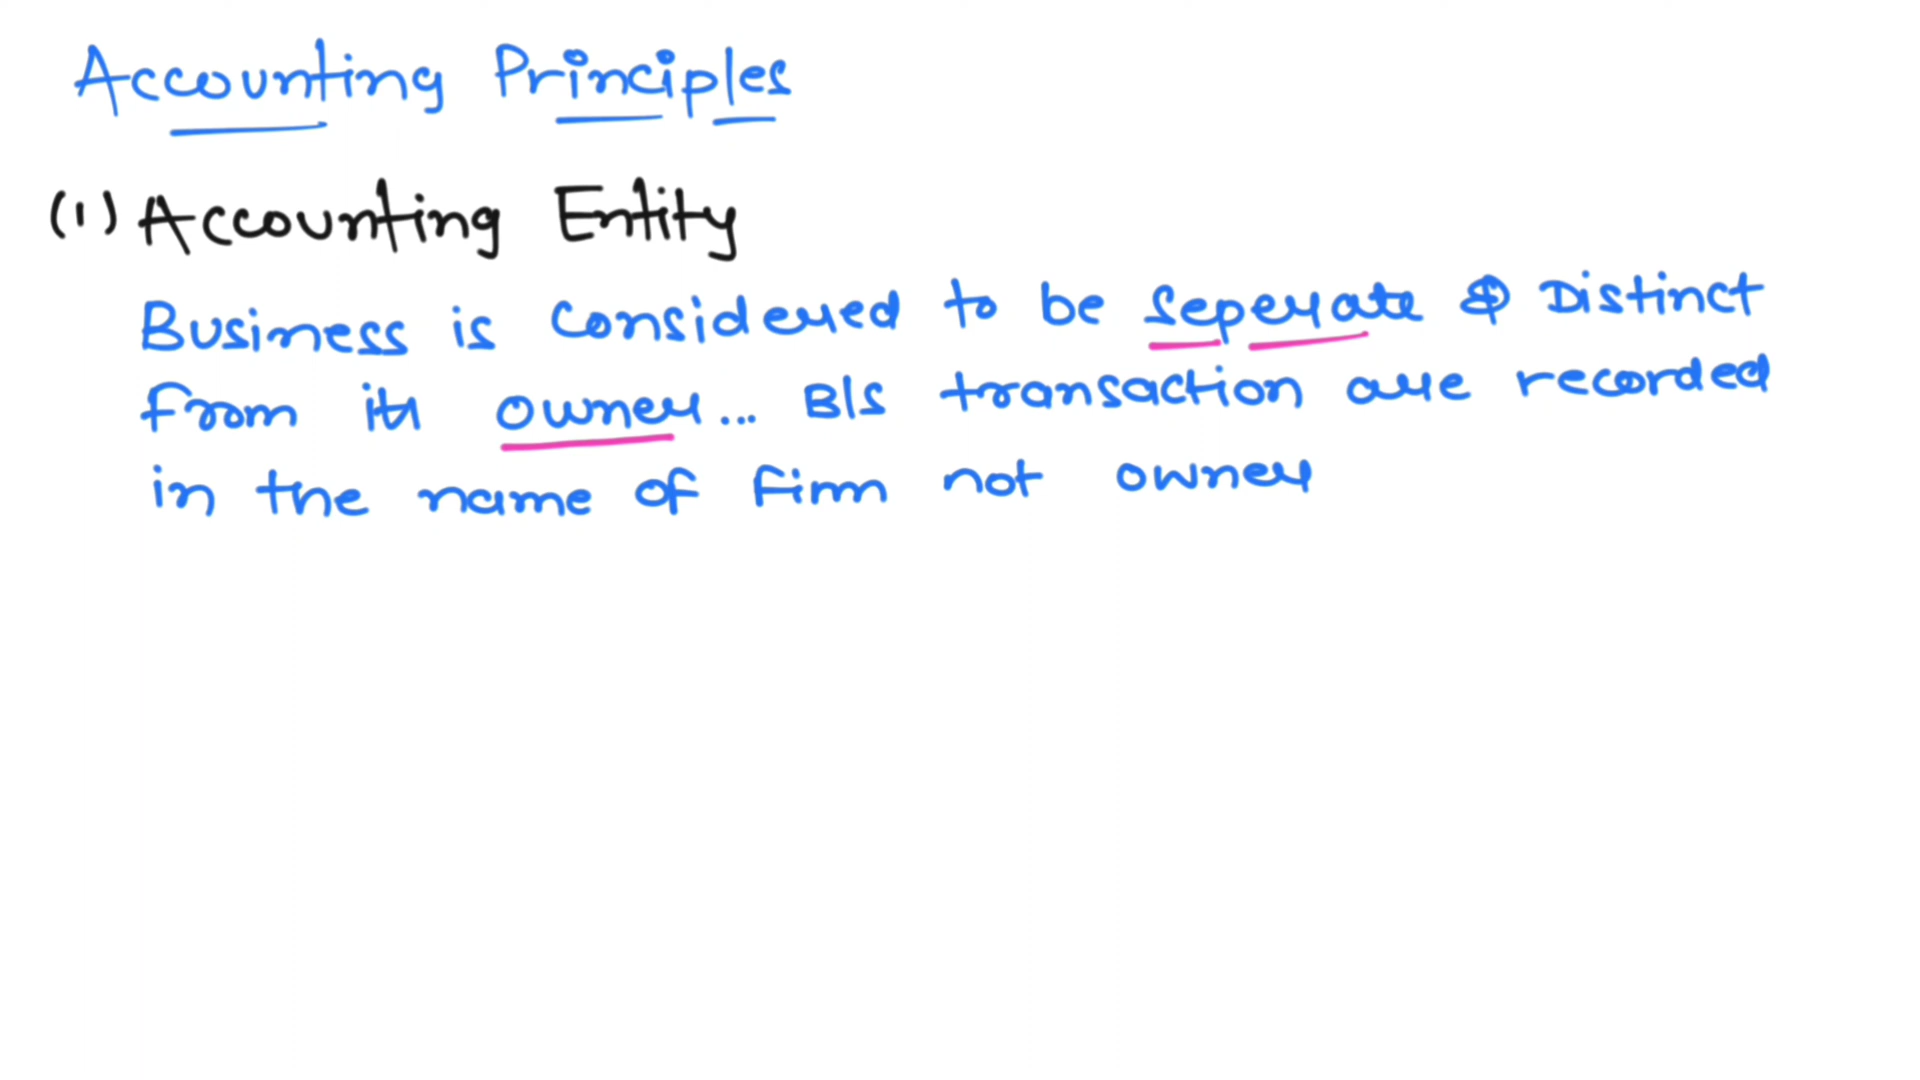 Accounting Principles
(1) Accounting Entity
Business is considered to be seperate & Distinct
from its owner... B/s transaction are recorded
in the name of firm not owner